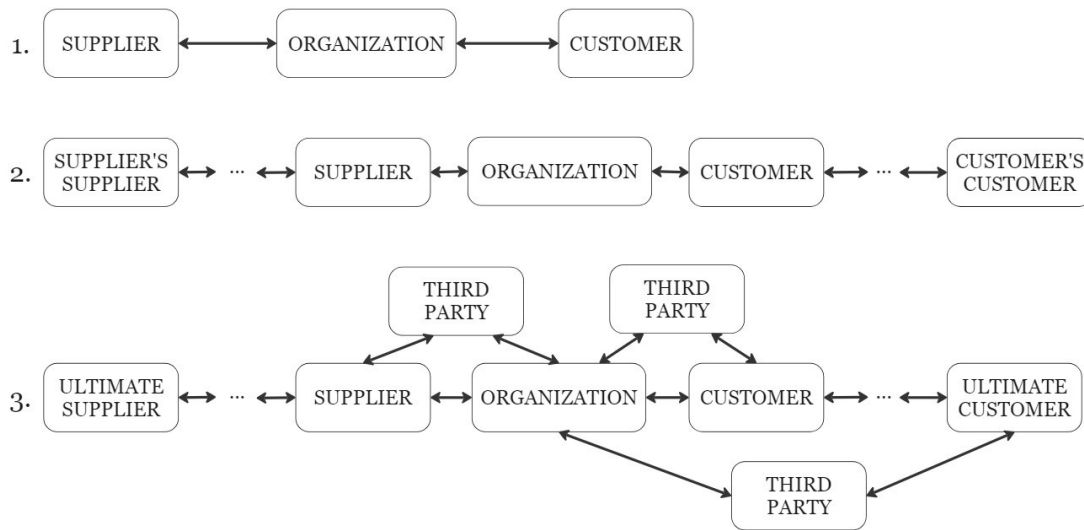 1. SUPPLIER ORGANIZATION CUSTOMER
2. SUPPLIER'S SUPPLIER ... SUPPLIER ORGANIZATION CUSTOMER ... CUSTOMER'S CUSTOMER
THIRD PARTY THIRD PARTY
3. ULTIMATE SUPPLIER ... SUPPLIER ORGANIZATION CUSTOMER ... ULTIMATE CUSTOMER
THIRD PARTY